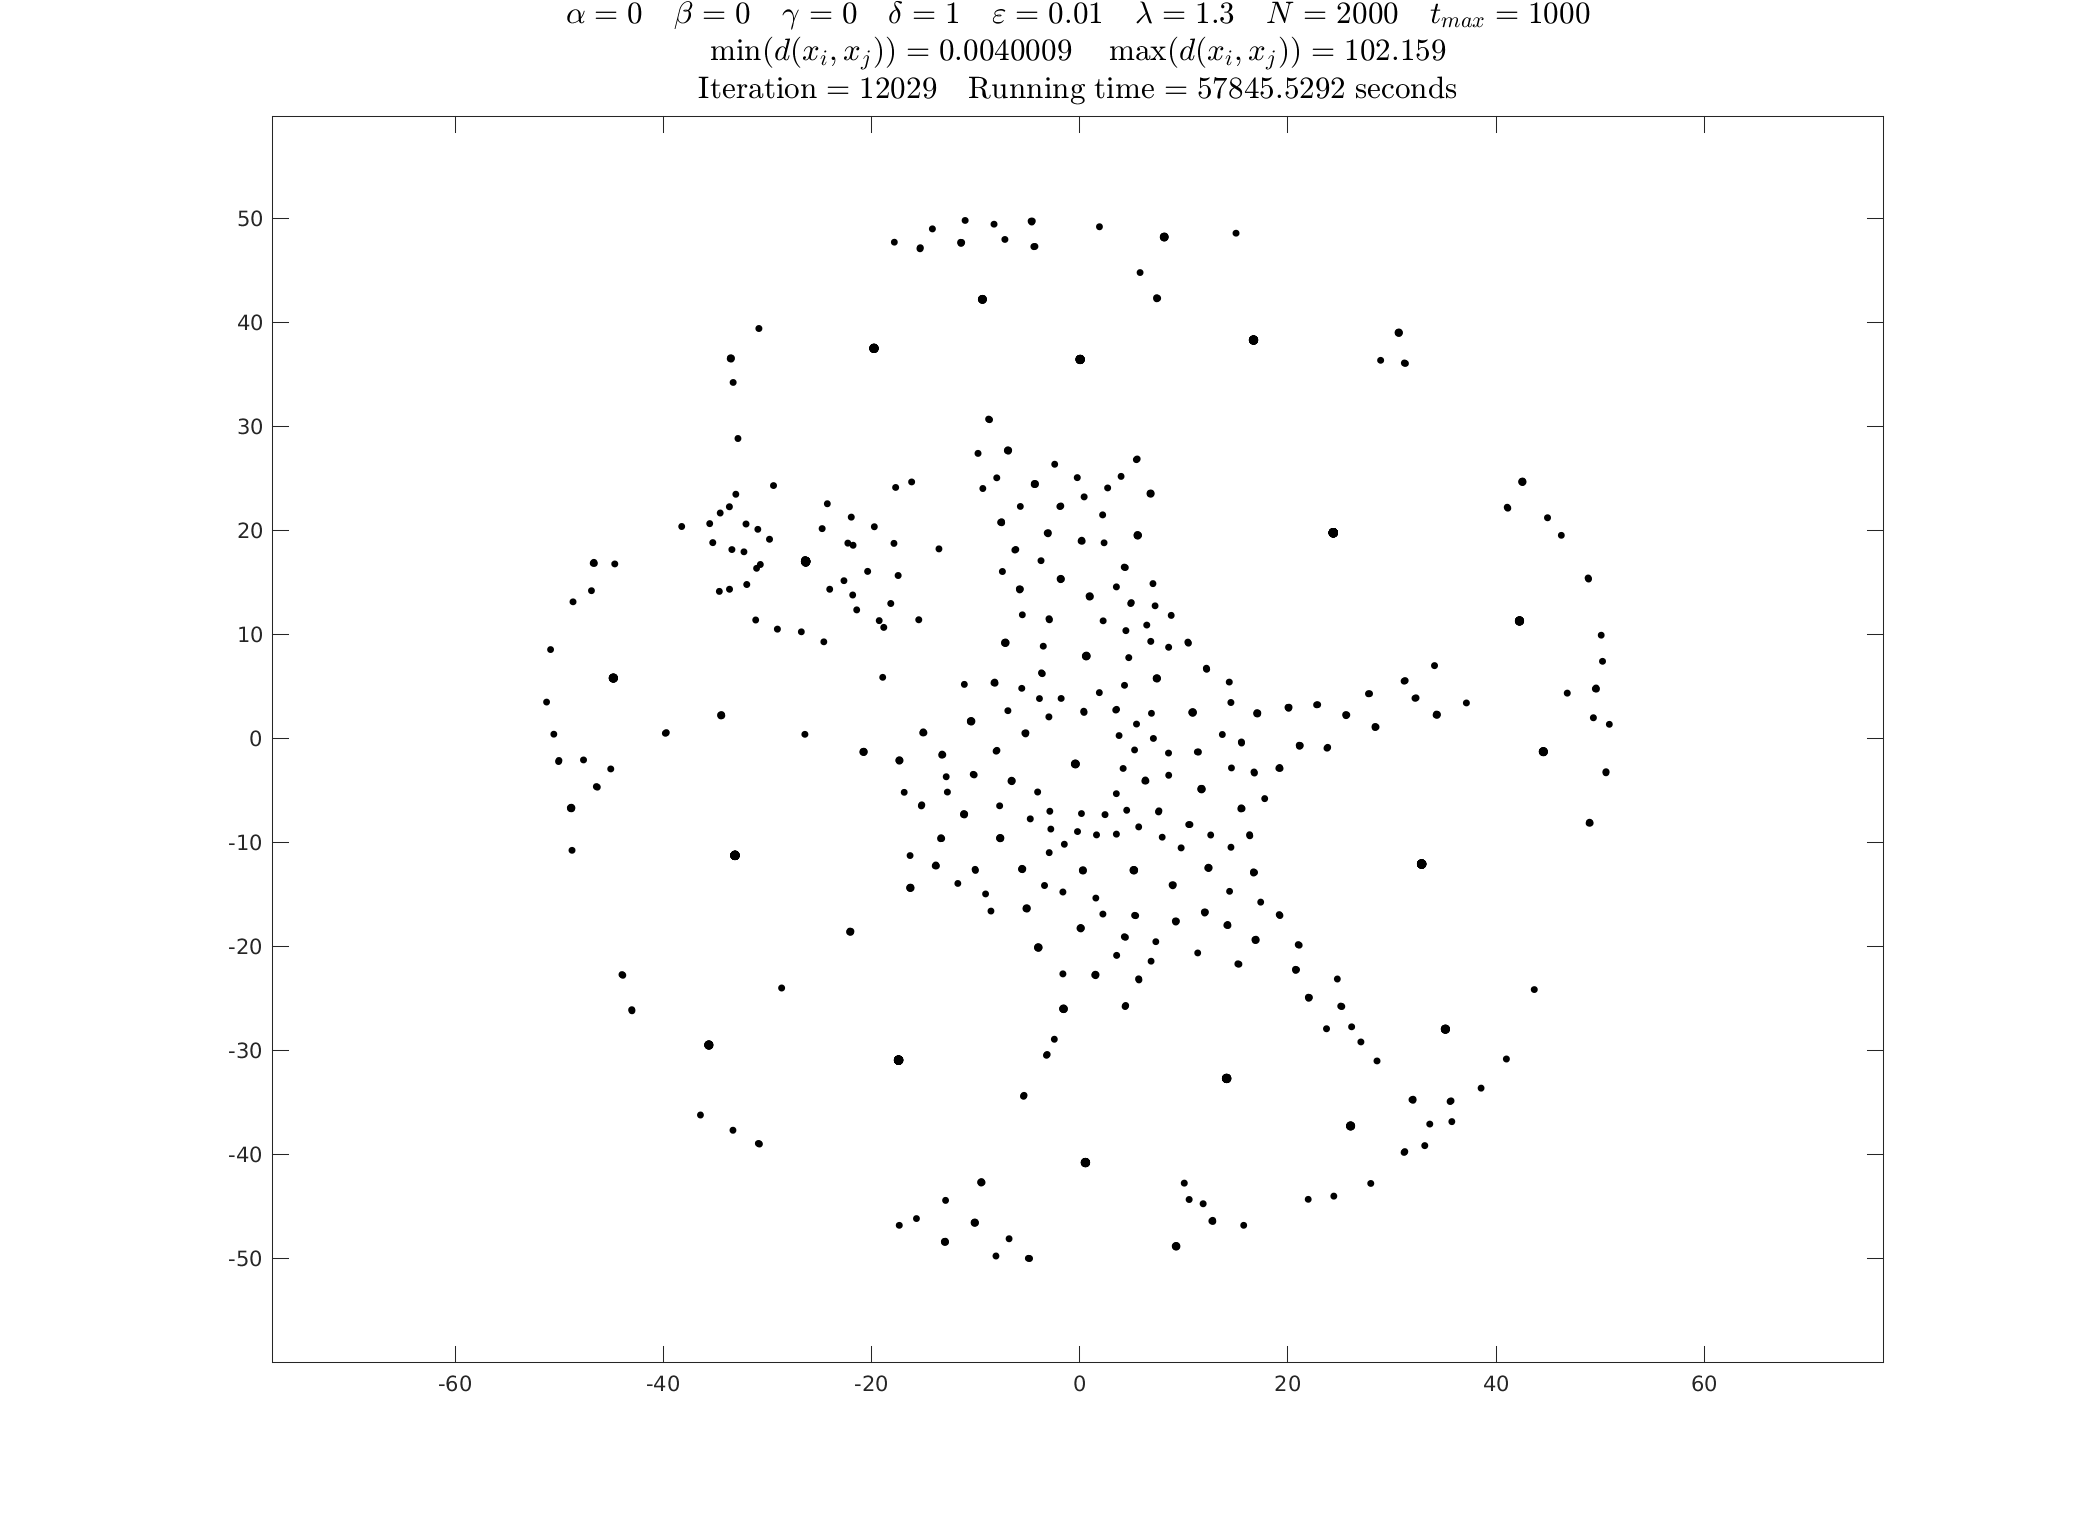 α = 0 β = 0 γ = 0 δ = 1 ε = 0.01 λ = 1.3 N = 2000 t_max = 1000
min(d(x_i, x_j)) = 0.0040009 max(d(x_i, x_j)) = 102.159
Iteration = 12029 Running time = 57845.5292 seconds
50
40
30
20
10
0
-10
-20
-30
-40
-50
-60 -40 -20 0 20 40 60